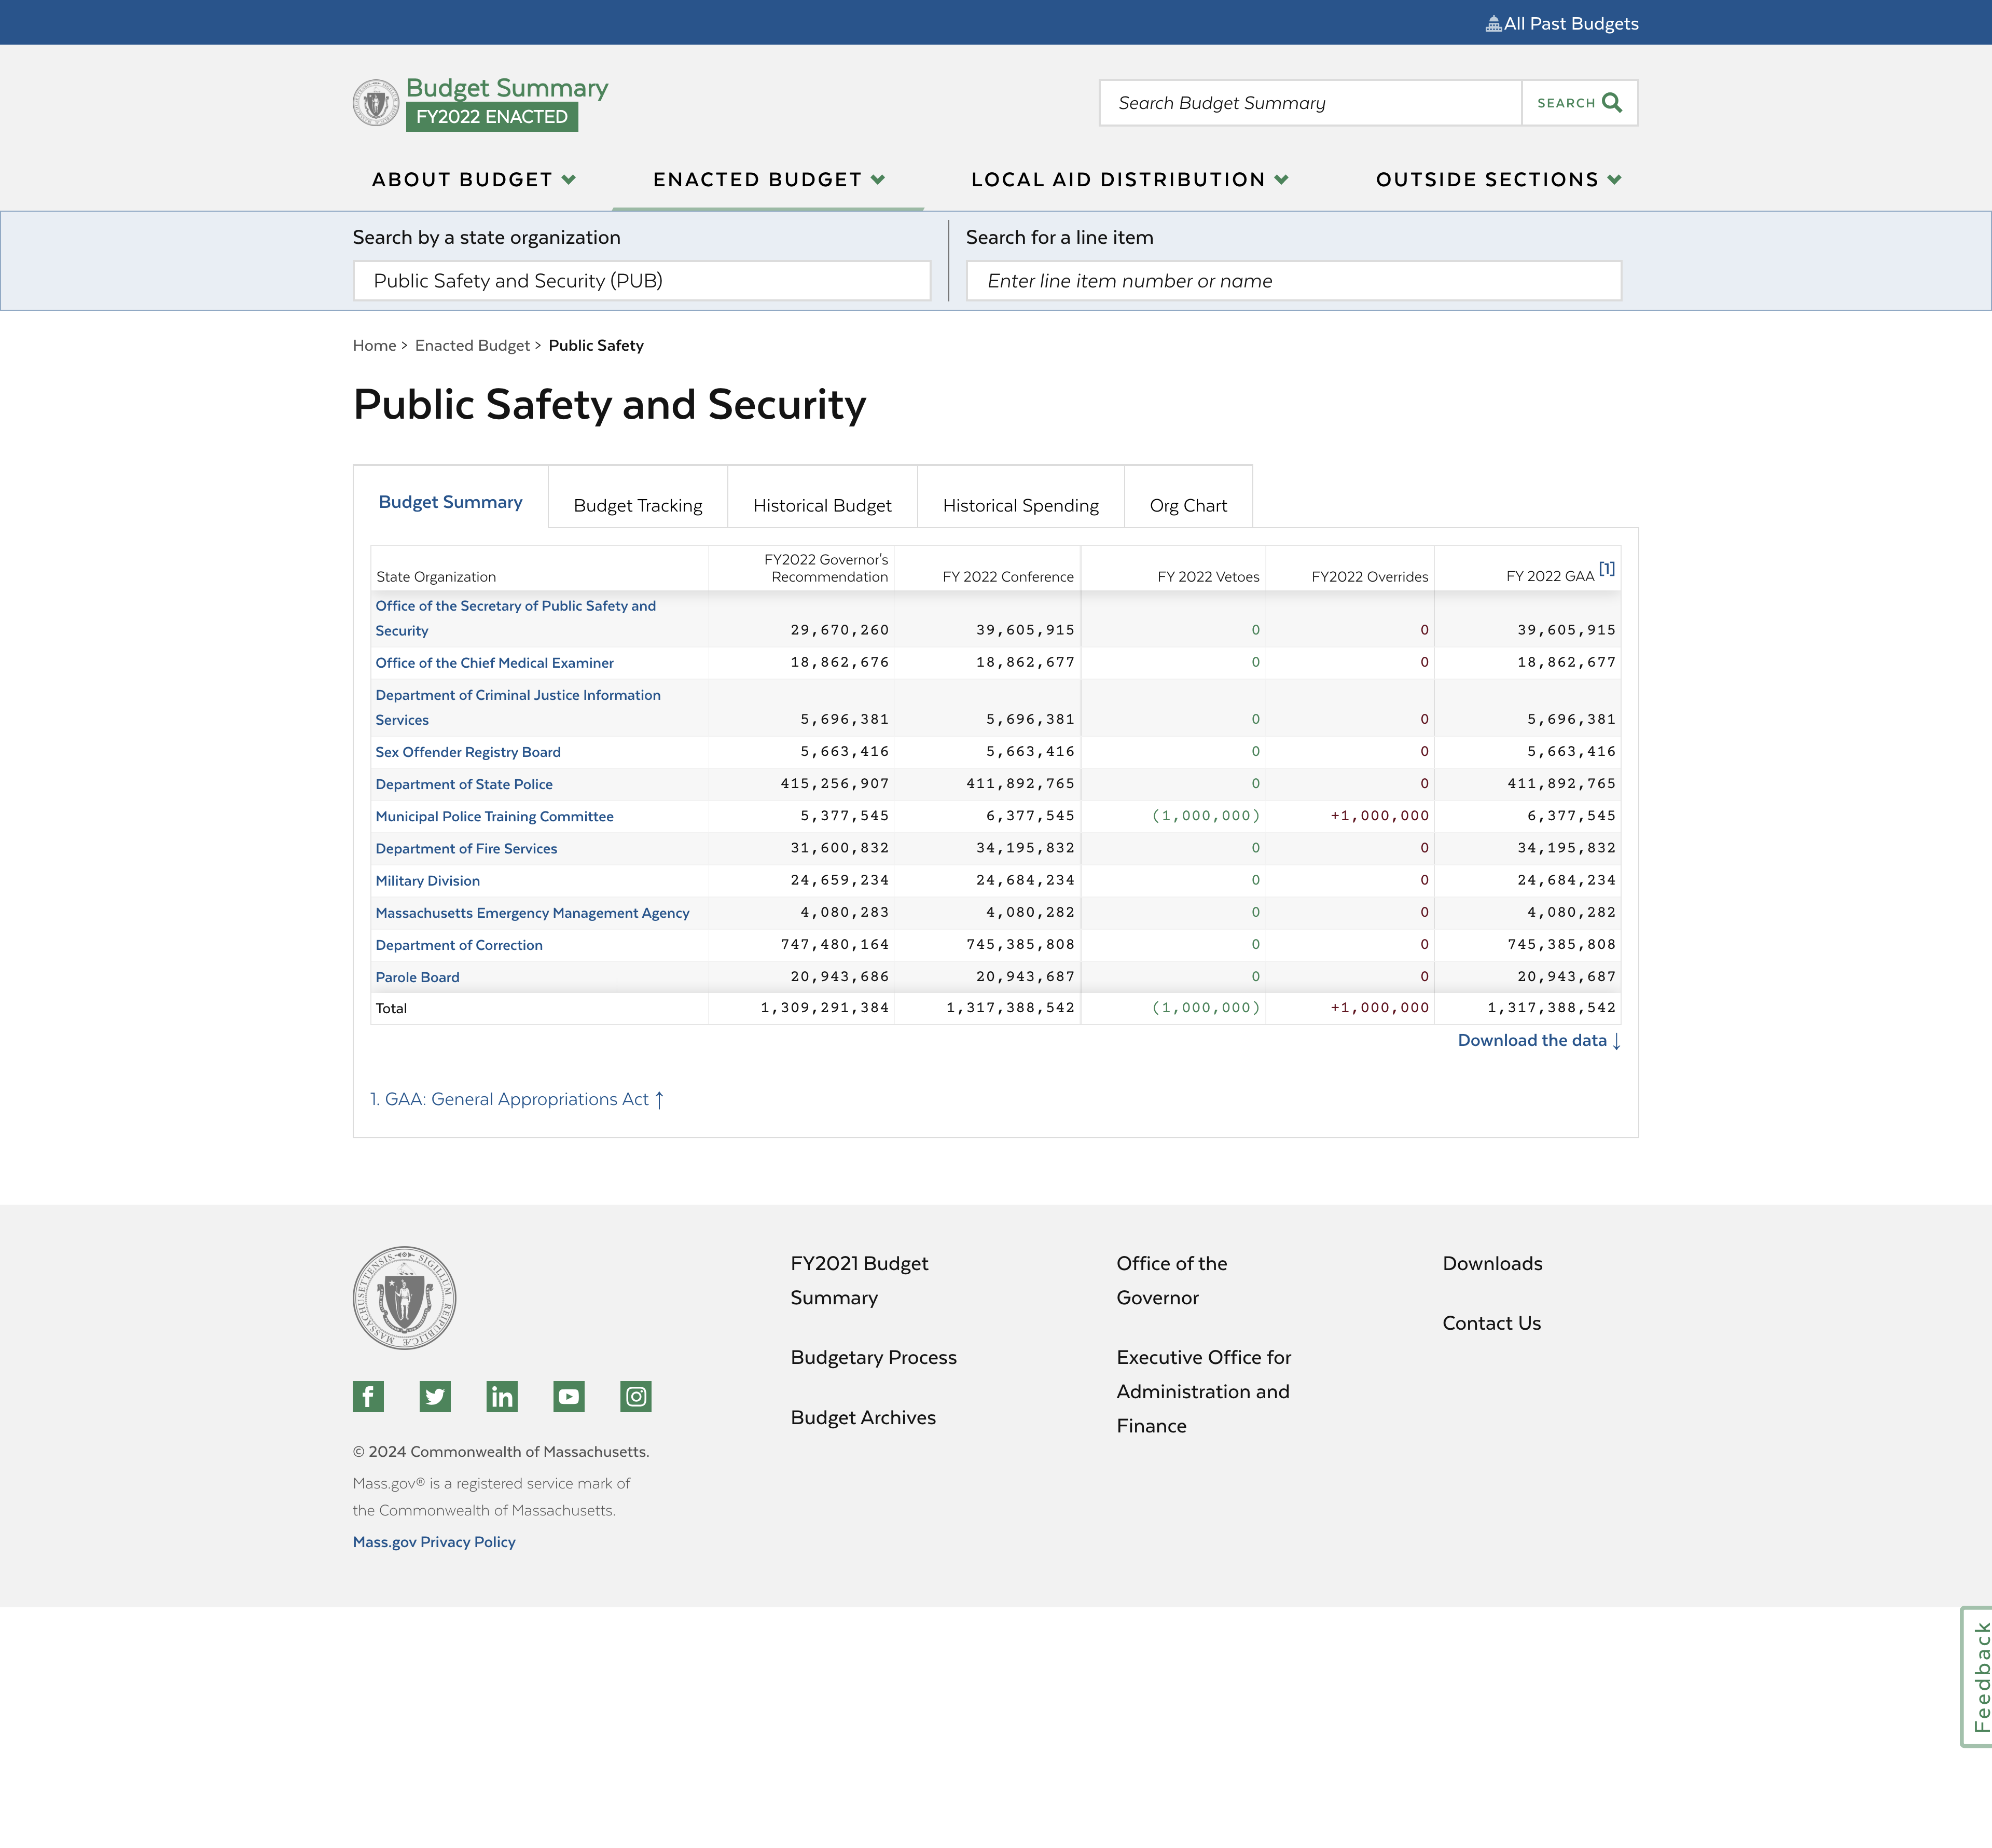 All Past Budgets
Budget Summary
FY2022 ENACTED
Search Budget Summary
SEARCH
ABOUT BUDGET
ENACTED BUDGET
LOCAL AID DISTRIBUTION
OUTSIDE SECTIONS
Search by a state organization
Public Safety and Security (PUB)
Search for a line item
Enter line item number or name
Home > Enacted Budget > Public Safety
Public Safety and Security
Budget Summary
Budget Tracking
Historical Budget
Historical Spending
Org Chart
State Organization FY2022 Governor's Recommendation FY 2022 Conference FY 2022 Vetoes FY2022 Overrides FY 2022 GAA [1]
Office of the Secretary of Public Safety and
Security 29,670,260 39,605,915 0 0 39,605,915
Office of the Chief Medical Examiner 18,862,676 18,862,677 0 0 18,862,677
Department of Criminal Justice Information
Services 5,696,381 5,696,381 0 0 5,696,381
Sex Offender Registry Board 5,663,416 5,663,416 0 0 5,663,416
Department of State Police 415,256,907 411,892,765 0 0 411,892,765
Municipal Police Training Committee 5,377,545 6,377,545 (1,000,000) +1,000,000 6,377,545
Department of Fire Services 31,600,832 34,195,832 0 0 34,195,832
Military Division 24,659,234 24,684,234 0 0 24,684,234
Massachusetts Emergency Management Agency 4,080,283 4,080,282 0 0 4,080,282
Department of Correction 747,480,164 745,385,808 0 0 745,385,808
Parole Board 20,943,686 20,943,687 0 0 20,943,687
Total 1,309,291,384 1,317,388,542 (1,000,000) +1,000,000 1,317,388,542
Download the data ↓
1. GAA: General Appropriations Act ↑
MASSACHUSETTENSIS SIGILLUM REIPUBLICÆ
© 2024 Commonwealth of Massachusetts.
Mass.gov® is a registered service mark of
the Commonwealth of Massachusetts.
Mass.gov Privacy Policy
FY2021 Budget
Summary
Budgetary Process
Budget Archives
Office of the
Governor
Executive Office for
Administration and
Finance
Downloads
Contact Us
Feedback